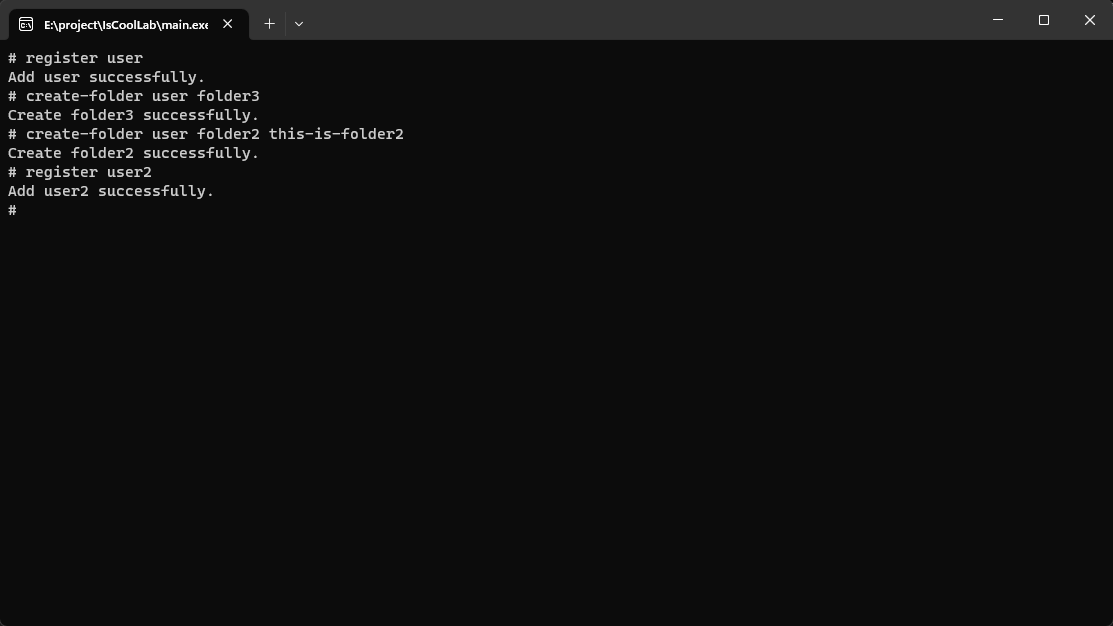 E:\project\IsCoolLab\main.exe
# register user
Add user successfully.
# create-folder user folder3
Create folder3 successfully.
# create-folder user folder2 this-is-folder2
Create folder2 successfully.
# register user2
Add user2 successfully.
#